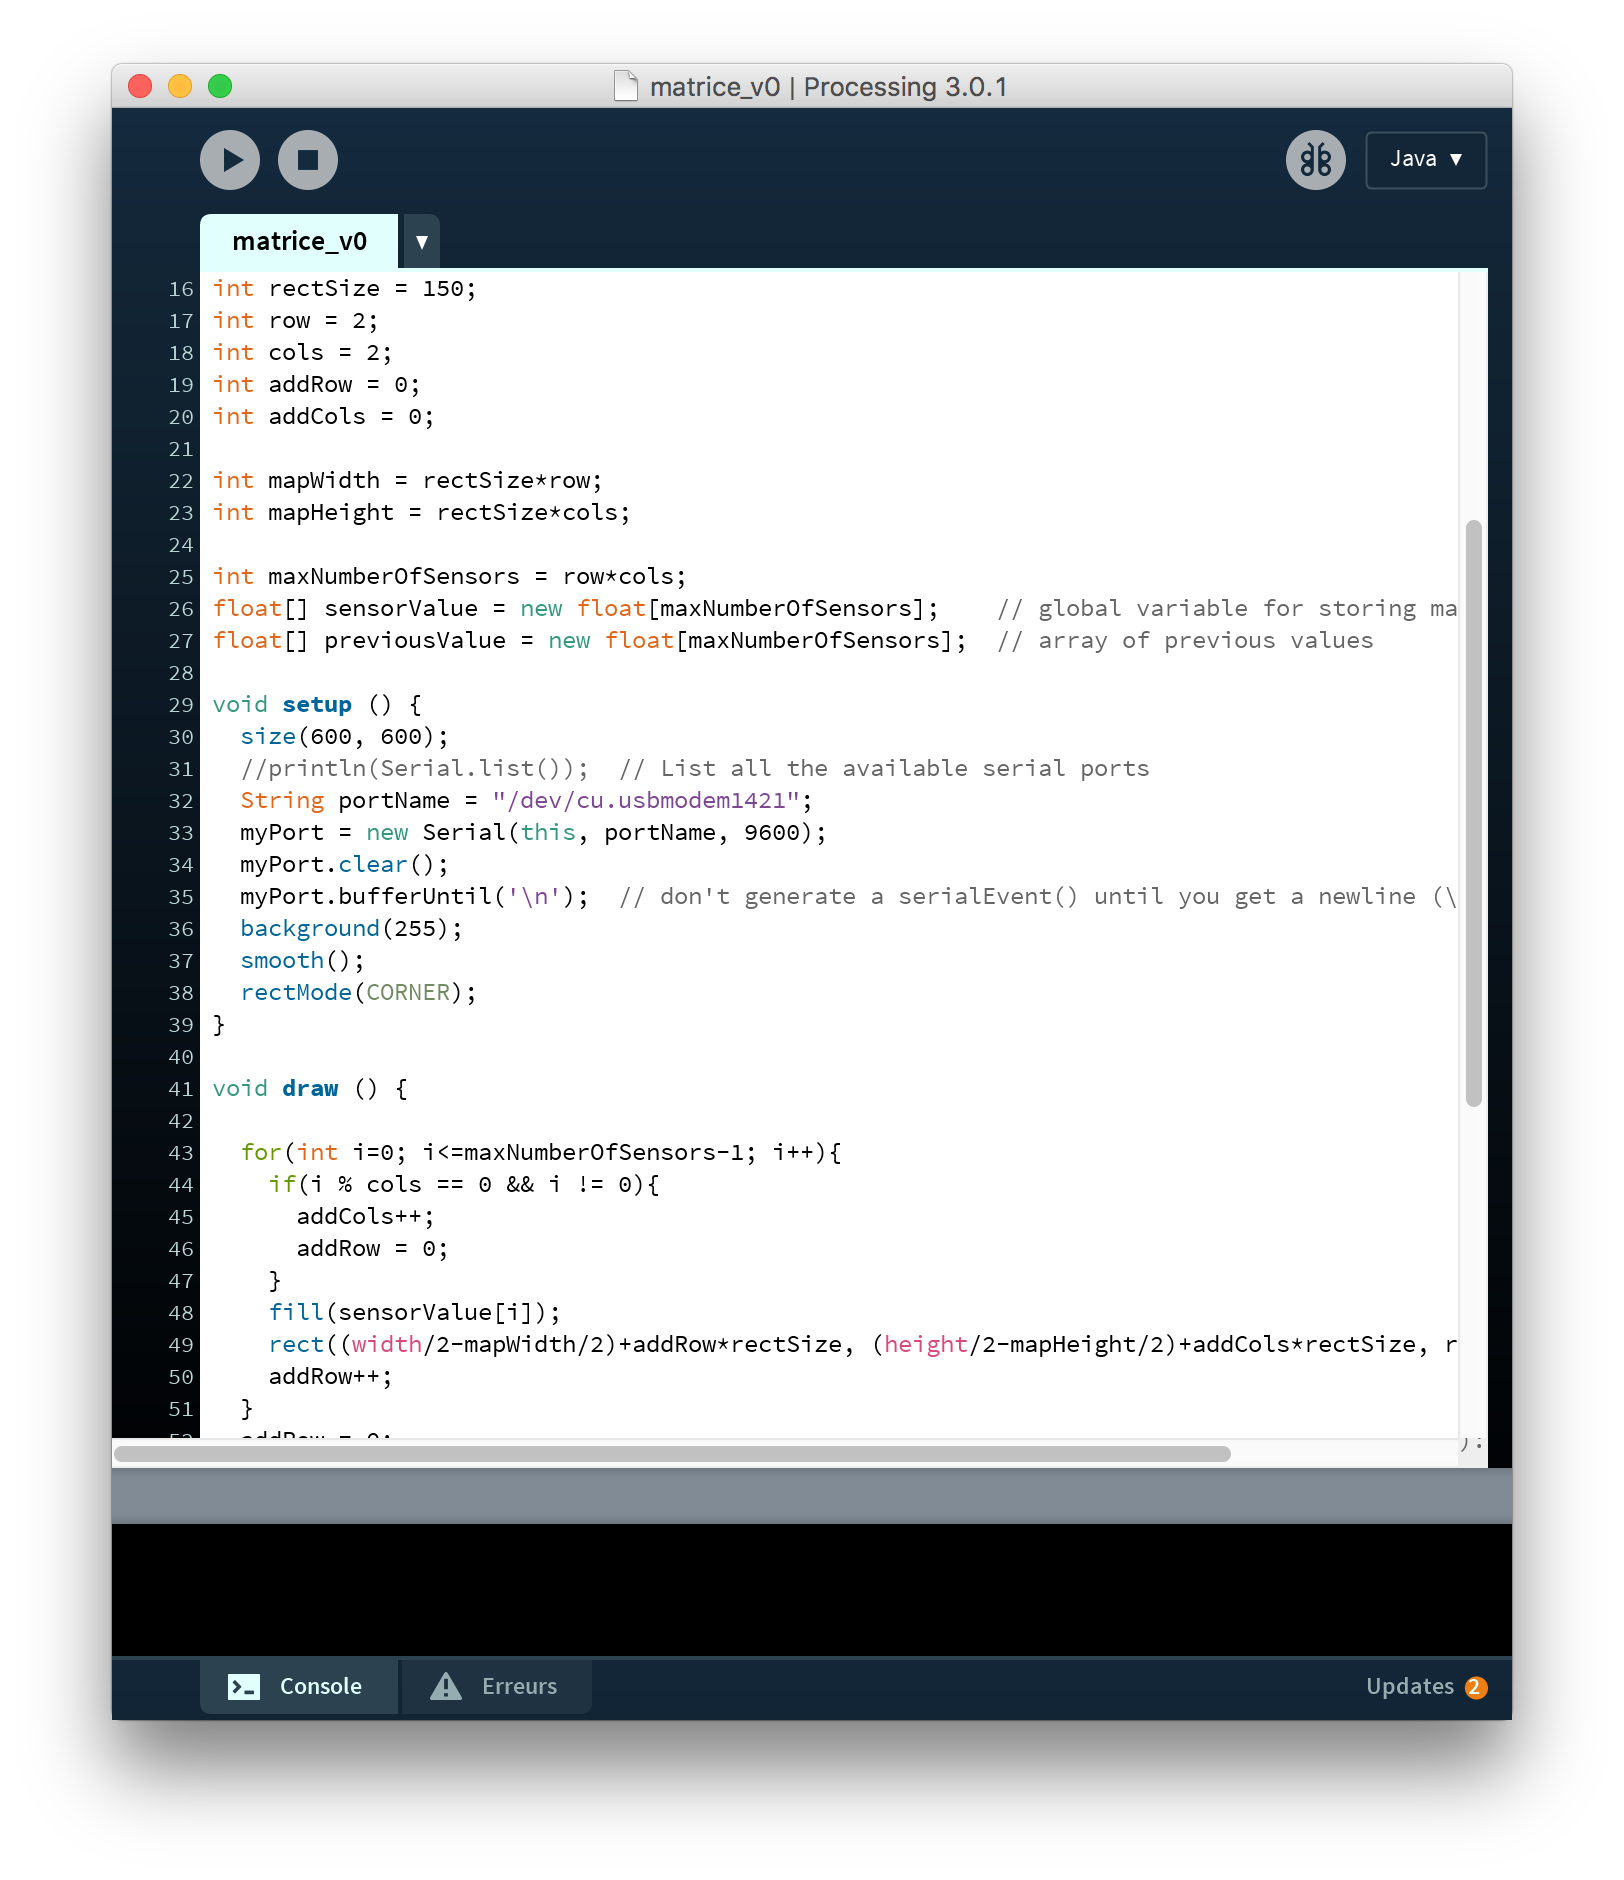 matrice_v0 | Processing 3.0.1
Java ▼
matrice_v0 ▼
16 int rectSize = 150;
17 int row = 2;
18 int cols = 2;
19 int addRow = 0;
20 int addCols = 0;
21
22 int mapWidth = rectSize*row;
23 int mapHeight = rectSize*cols;
24
25 int maxNumberOfSensors = row*cols;
26 float[] sensorValue = new float[maxNumberOfSensors];    // global variable for storing ma
27 float[] previousValue = new float[maxNumberOfSensors];  // array of previous values
28
29 void setup () {
30   size(600, 600);
31   //println(Serial.list());  // List all the available serial ports
32   String portName = "/dev/cu.usbmodem1421";
33   myPort = new Serial(this, portName, 9600);
34   myPort.clear();
35   myPort.bufferUntil('\n');  // don't generate a serialEvent() until you get a newline (\
36   background(255);
37   smooth();
38   rectMode(CORNER);
39 }
40
41 void draw () {
42
43   for(int i=0; i<=maxNumberOfSensors-1; i++){
44     if(i % cols == 0 && i != 0){
45       addCols++;
46       addRow = 0;
47     }
48     fill(sensorValue[i]);
49     rect((width/2-mapWidth/2)+addRow*rectSize, (height/2-mapHeight/2)+addCols*rectSize, r
50     addRow++;
51   }
52   addRow = 0;
Console Erreurs Updates 2